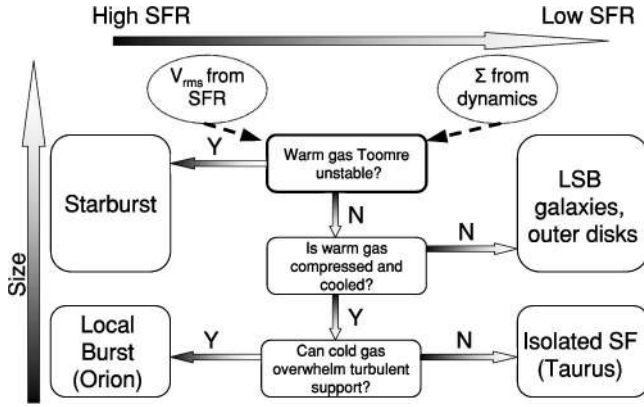 High SFR
Low SFR
V_rms from
SFR
Σ from
dynamics
Y
Warm gas Toomre
unstable?
Starburst
LSB
galaxies,
outer disks
N
Is warm gas
compressed and
cooled?
N
Size
Y
Local
Burst
(Orion)
Y
Can cold gas
overwhelm turbulent
support?
N
Isolated SF
(Taurus)